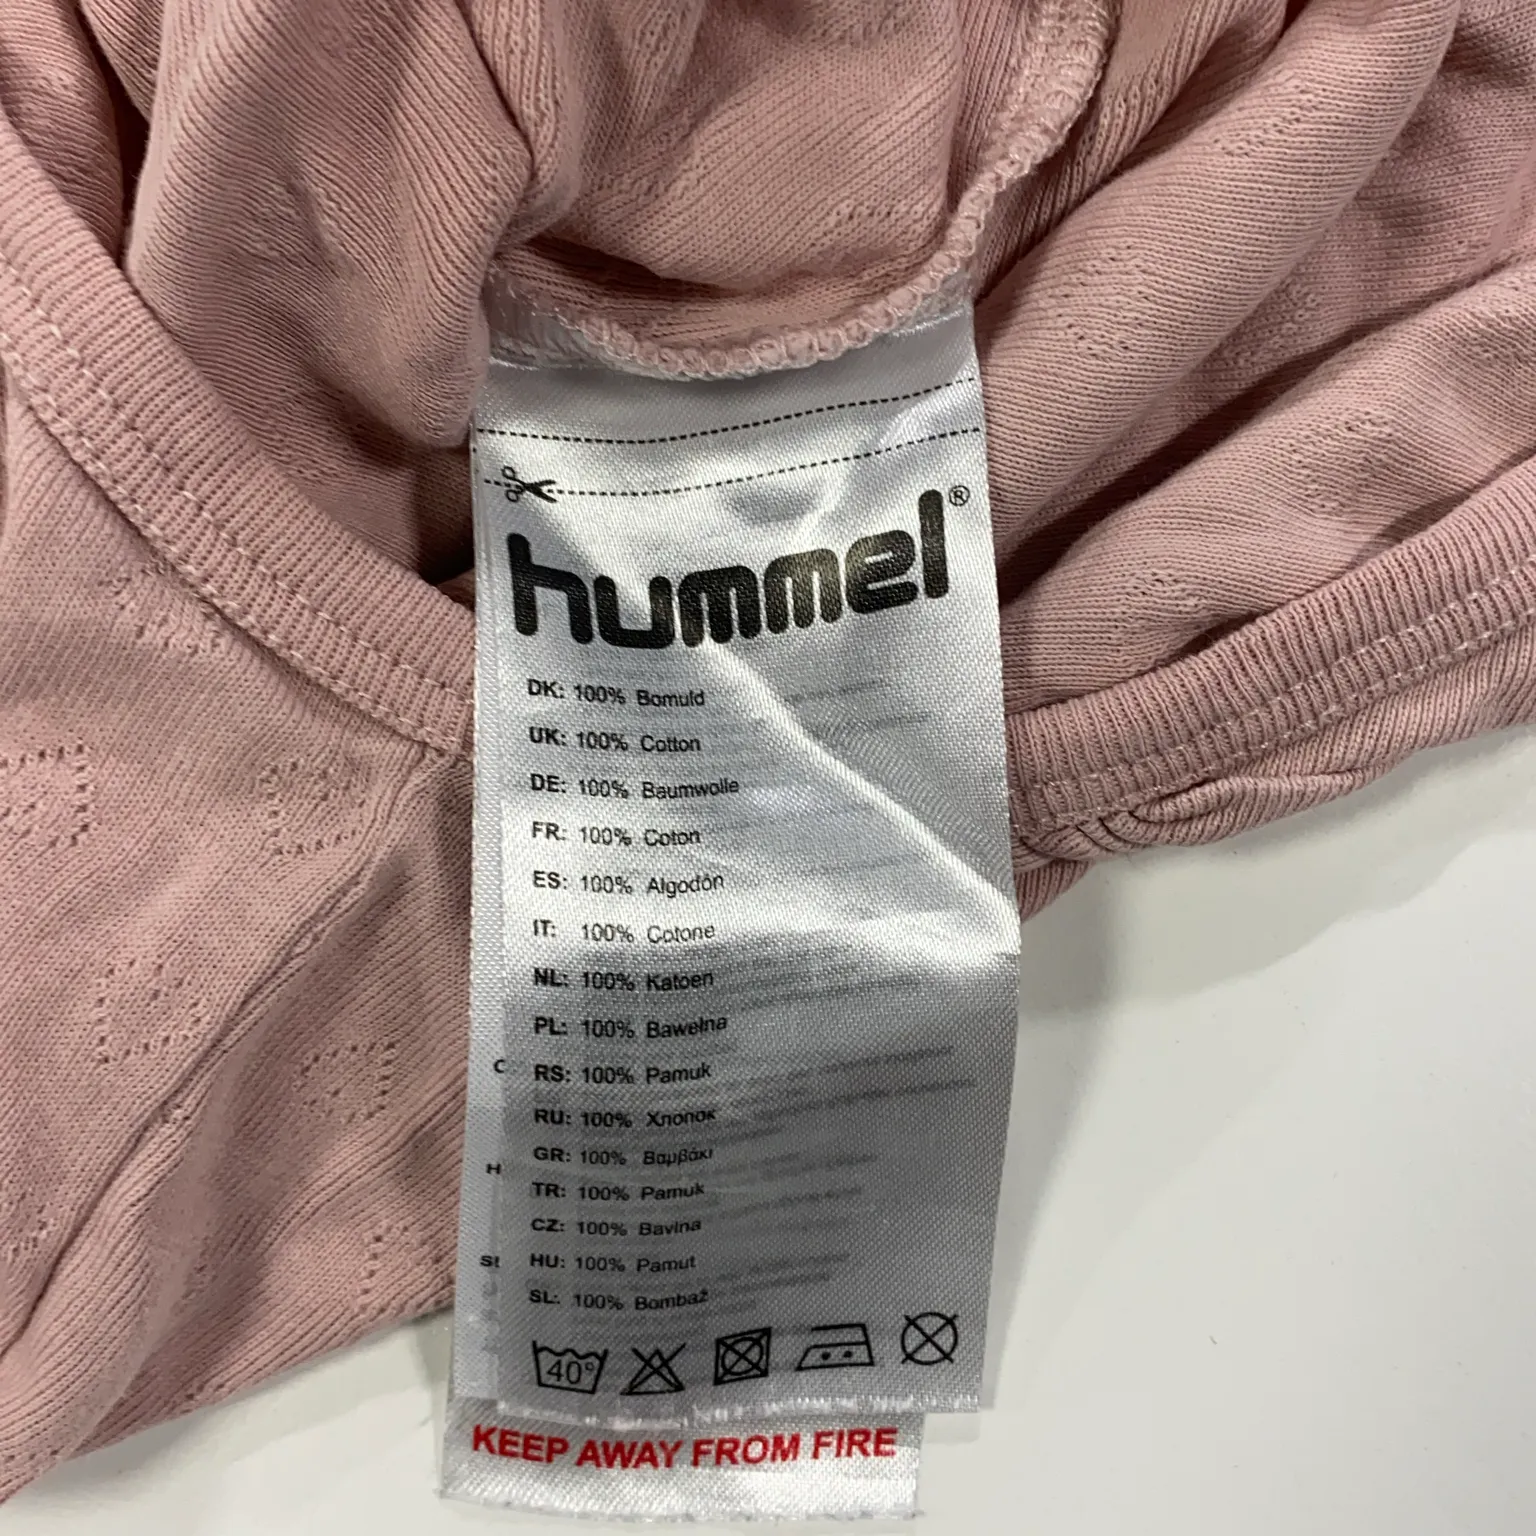 hummel®
DK: 100% Bomuld
UK: 100% Cotton
DE: 100% Baumwolle
FR: 100% Coton
ES: 100% Algodón
IT: 100% Cotone
NL: 100% Katoen
PL: 100% Bawełna
RS: 100% Pamuk
RU: 100% Хлопок
GR: 100% Βαμβάκι
TR: 100% Pamuk
CZ: 100% Bavlna
HU: 100% Pamut
SL: 100% Bombaž
40°
KEEP AWAY FROM FIRE